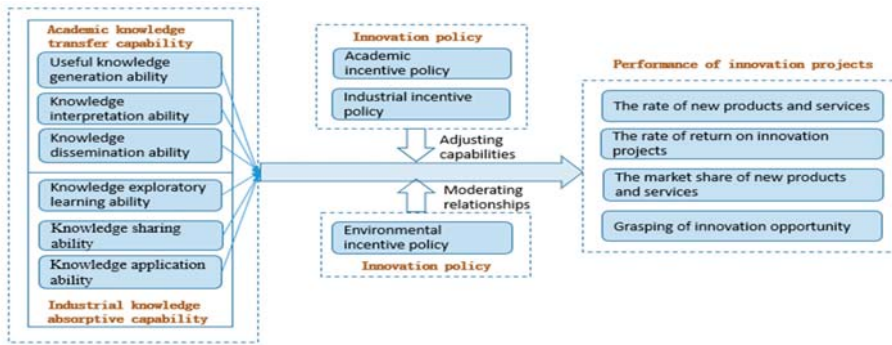 Academic knowledge
transfer capability
Useful knowledge
generation ability
Knowledge
interpretation ability
Knowledge
dissemination ability
Knowledge exploratory
learning ability
Knowledge sharing
ability
Knowledge application
ability
Industrial knowledge
absorptive capability
Innovation policy
Academic
incentive policy
Industrial incentive
policy
Adjusting
capabilities
Moderating
relationships
Environmental
incentive policy
Innovation policy
Performance of innovation projects
The rate of new products and services
The rate of return on innovation
projects
The market share of new products
and services
Grasping of innovation opportunity